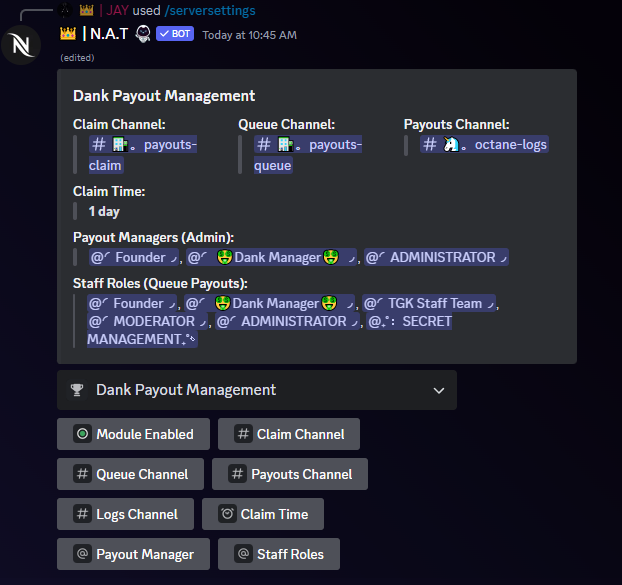 👑 | JAY used /serversettings
👑 | N.A.T ✓ BOT Today at 10:45 AM
(edited)
Dank Payout Management
Claim Channel: Queue Channel: Payouts Channel:
# 🏢。payouts-claim # 🏢。payouts-queue # 🦄。octane-logs
Claim Time:
1 day
Payout Managers (Admin):
@╭ Founder ╯, @╭ 🤑Dank Manager🤑 ╯, @╭ ADMINISTRATOR ╯
Staff Roles (Queue Payouts):
@╭ Founder ╯, @╭ 🤑Dank Manager🤑 ╯, @╭ TGK Staff Team ╯,
@╭ MODERATOR ╯, @╭ ADMINISTRATOR ╯, @｡˚: SECRET
MANAGEMENT｡˚
🏆 Dank Payout Management
Module Enabled # Claim Channel
# Queue Channel # Payouts Channel
# Logs Channel Claim Time
@ Payout Manager @ Staff Roles